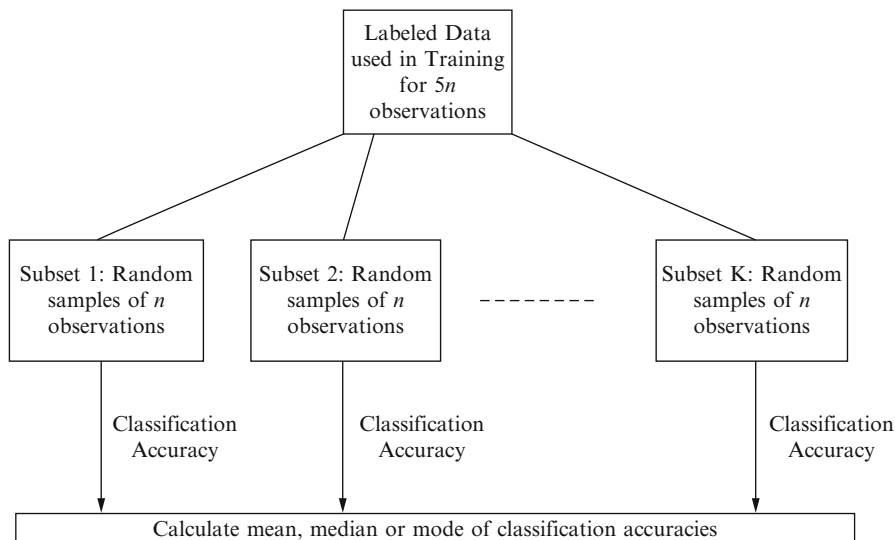 Labeled Data
used in Training
for 5n
observations
Subset 1: Random
samples of n
observations
Subset 2: Random
samples of n
observations
Subset K: Random
samples of n
observations
Classification
Accuracy
Classification
Accuracy
Classification
Accuracy
Calculate mean, median or mode of classification accuracies